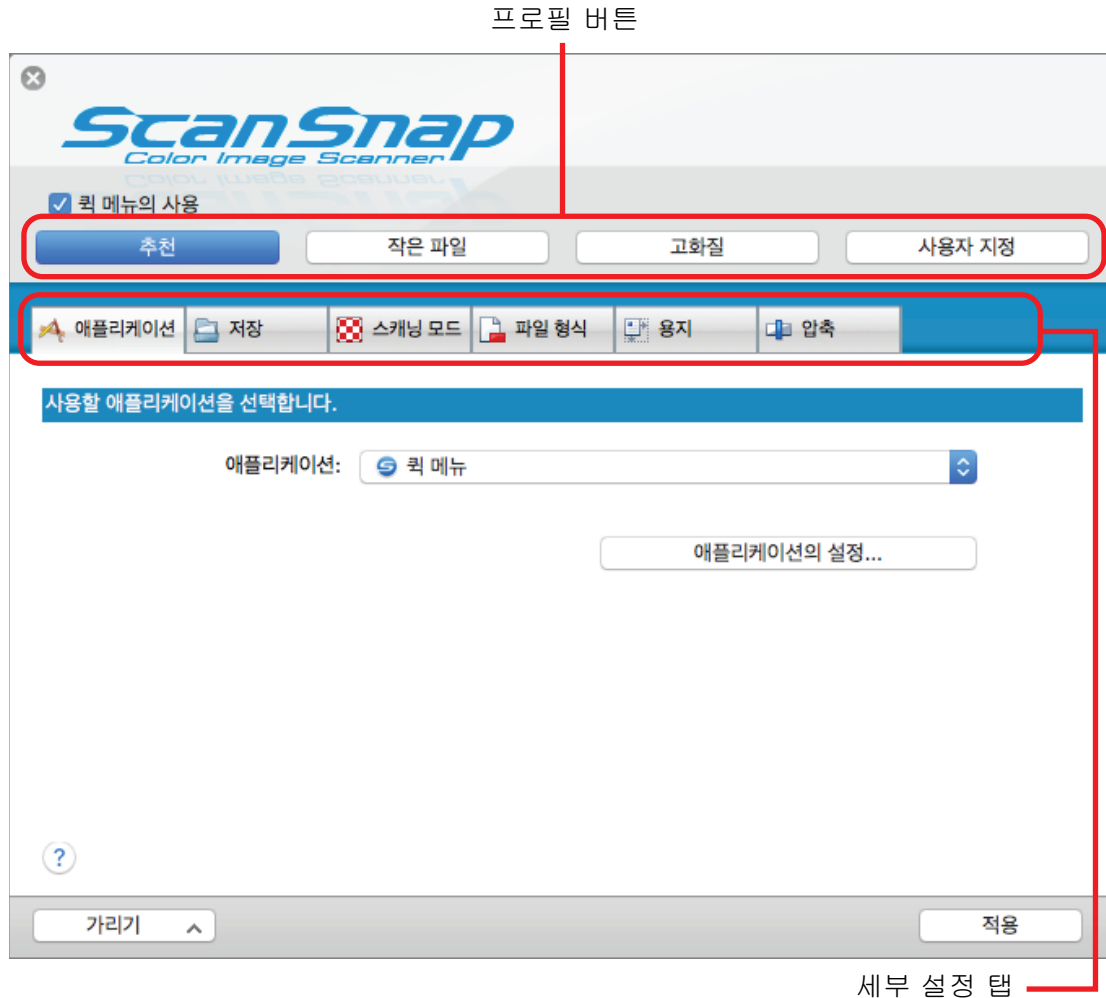 프로필 버튼
ScanSnap
Color Image Scanner
퀵 메뉴의 사용
추천 작은 파일 고화질 사용자 지정
애플리케이션 저장 스캐닝 모드 파일 형식 용지 압축
사용할 애플리케이션을 선택합니다.
애플리케이션: 퀵 메뉴
애플리케이션의 설정...
?
가리기 적용
세부 설정 탭